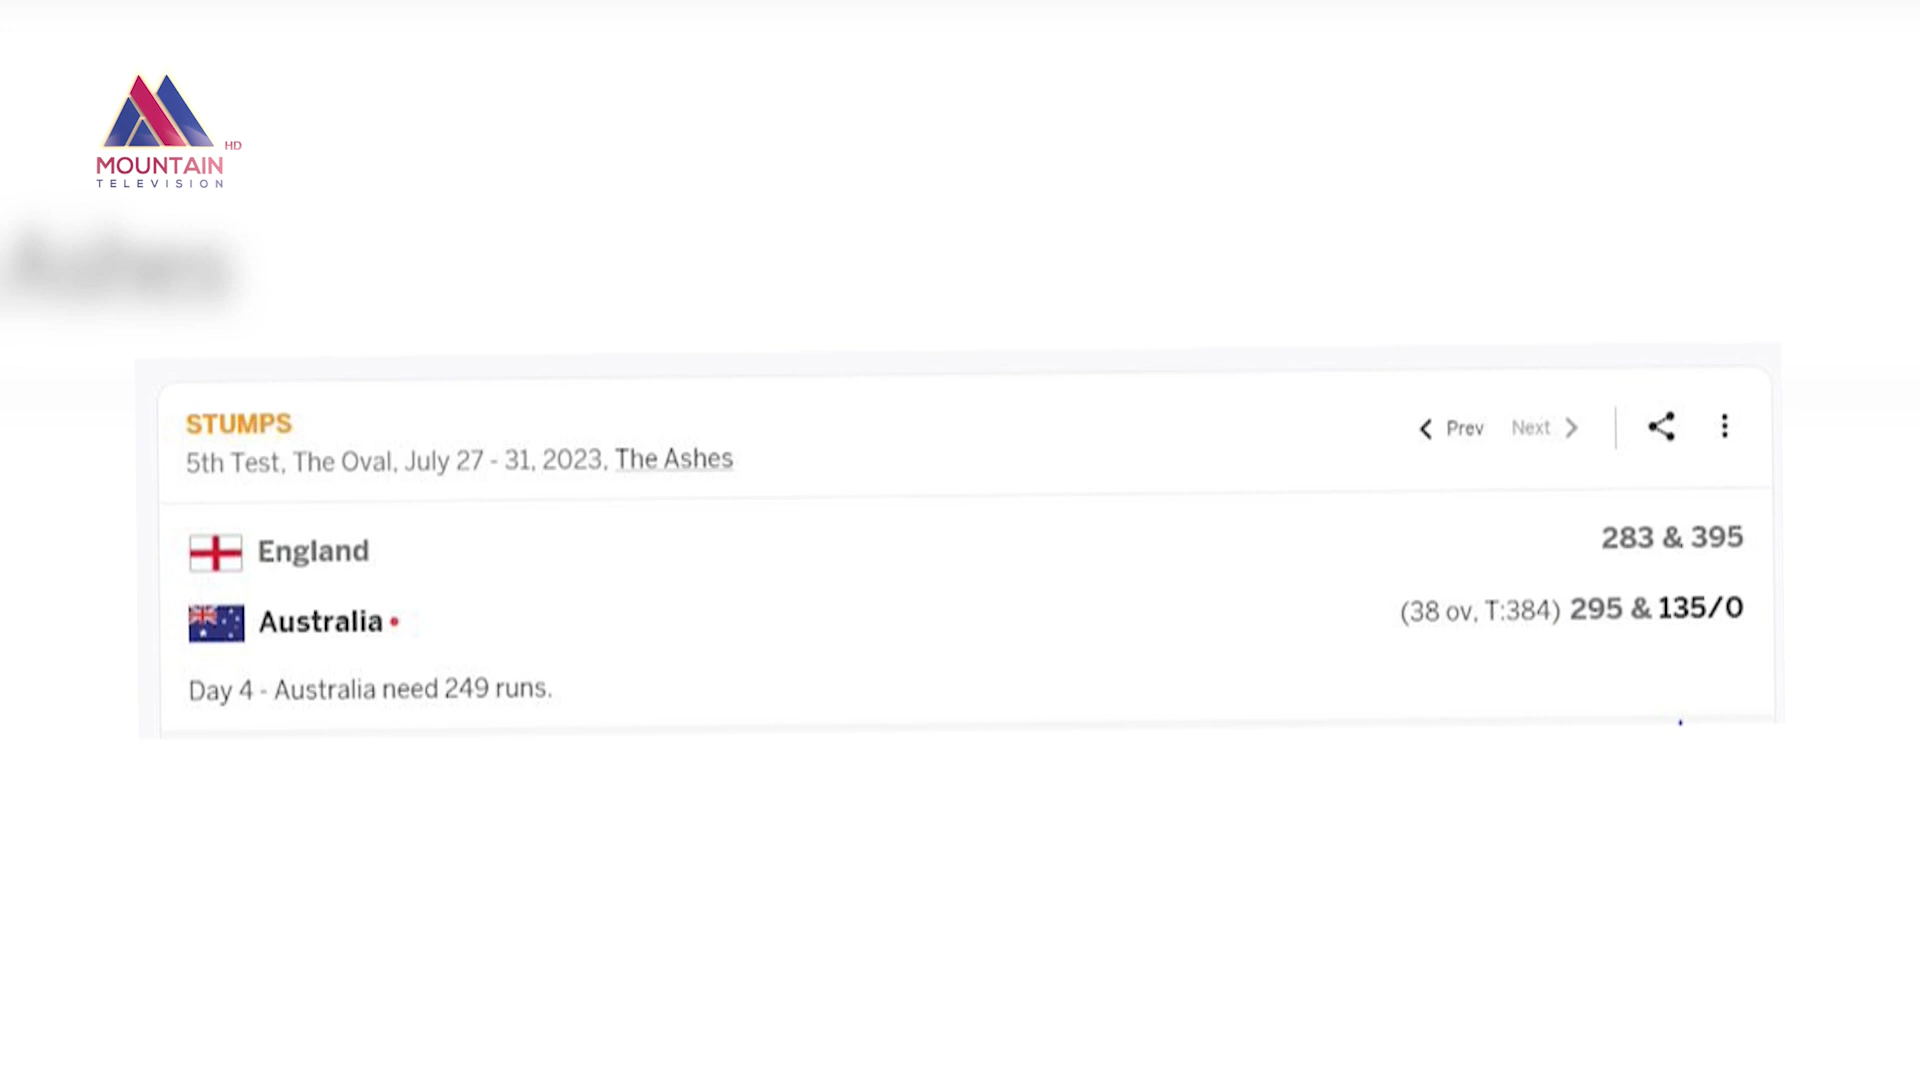 HD
MOUNTAIN
TELEVISION
Ashes
STUMPS
Prev Next
5th Test, The Oval, July 27 - 31, 2023, The Ashes
England 283 & 395
Australia (38 ov, T:384) 295 & 135/0
Day 4 - Australia need 249 runs.